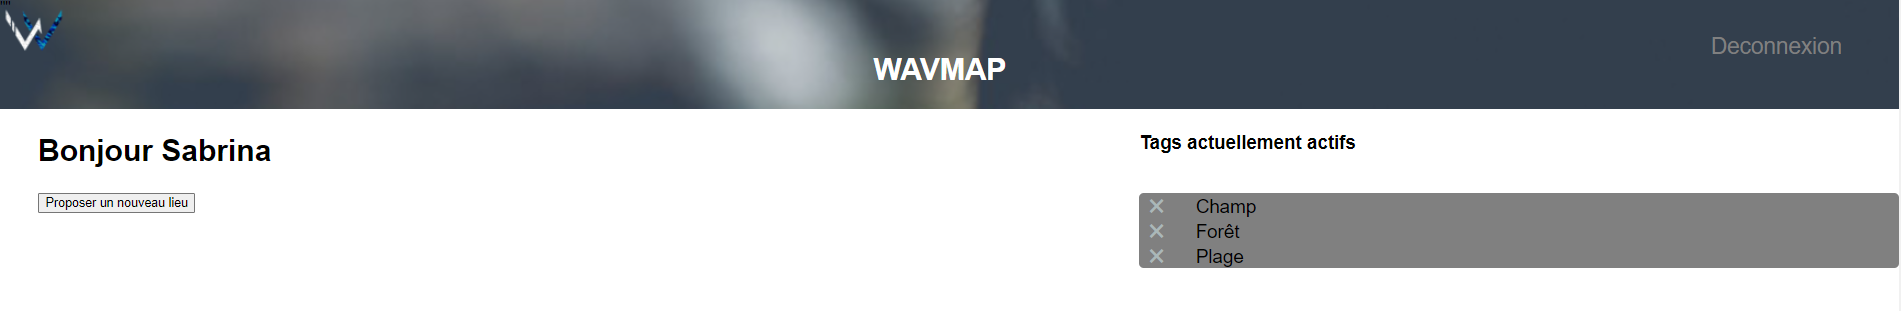 ""
Deconnexion
WAVMAP
Bonjour Sabrina
Proposer un nouveau lieu
Tags actuellement actifs
Champ
Forêt
Plage